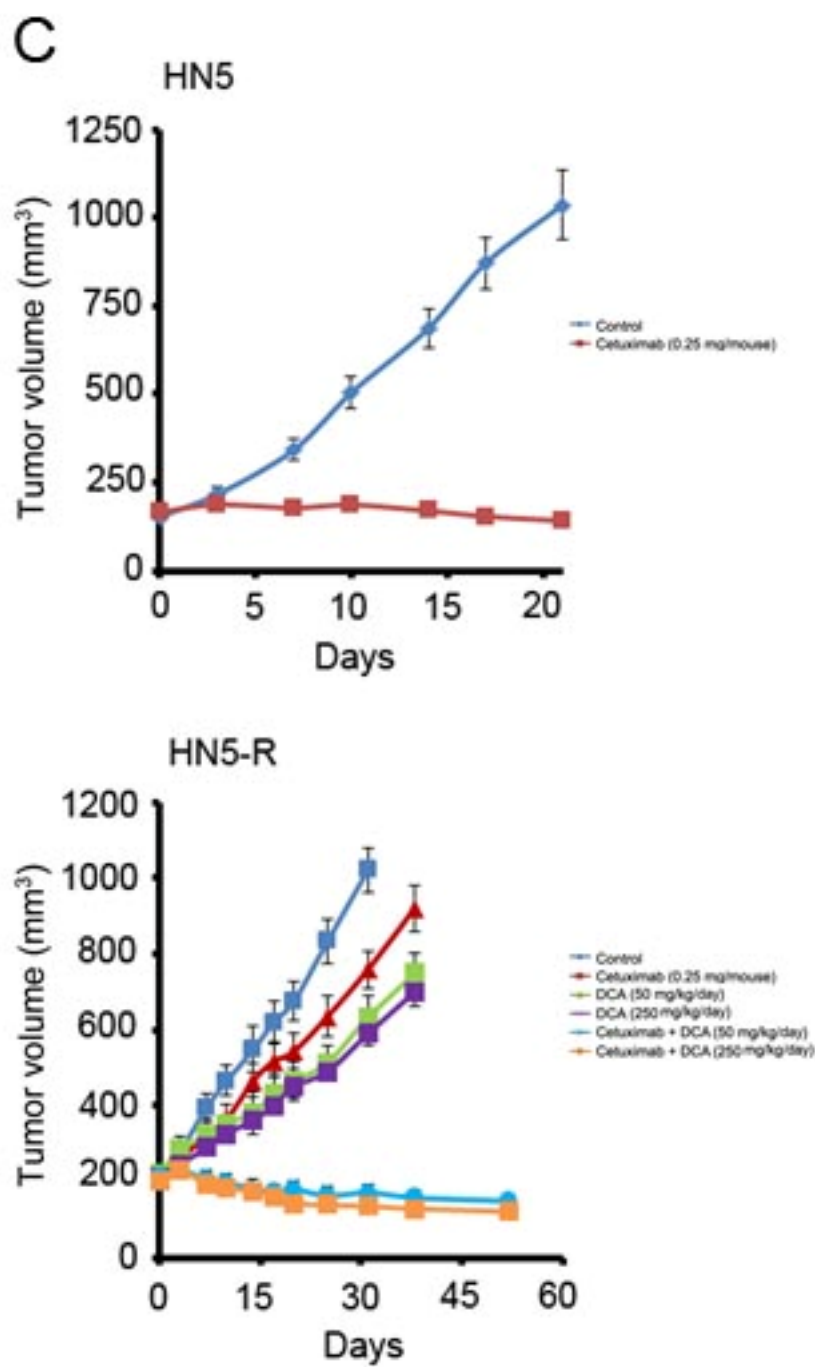 C
HN5
1250
1000
750
500
250
0
Tumor volume (mm³)
0 5 10 15 20
Days
Control
Cetuximab (0.25 mg/mouse)
HN5-R
1200
1000
800
600
400
200
0
Tumor volume (mm³)
0 15 30 45 60
Days
Control
Cetuximab (0.25 mg/mouse)
DCA (50 mg/kg/day)
DCA (250 mg/kg/day)
Cetuximab + DCA (50 mg/kg/day)
Cetuximab + DCA (250 mg/kg/day)